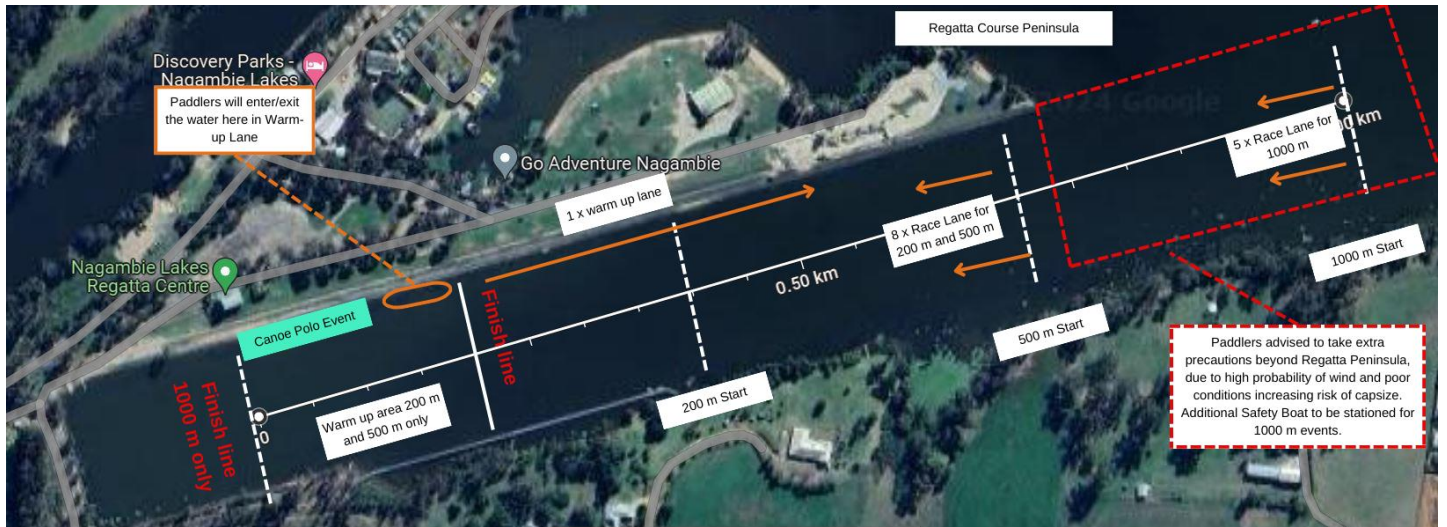 Regatta Course Peninsula
Discovery Parks -
Nagambie Lakes
Paddlers will enter/exit
the water here in Warm-
up Lane
Go Adventure Nagambie
1 x warm up lane
5 x Race Lane for
1000 m
8 x Race Lane for
200 m and 500 m
0.50 km
Nagambie Lakes
Regatta Centre
Canoe Polo Event
Finish line
1000 m Start
500 m Start
200 m Start
Finish line
1000 m only
0
Warm up area 200 m
and 500 m only
Paddlers advised to take extra
precautions beyond Regatta Peninsula,
due to high probability of wind and poor
conditions increasing risk of capsize.
Additional Safety Boat to be stationed for
1000 m events.